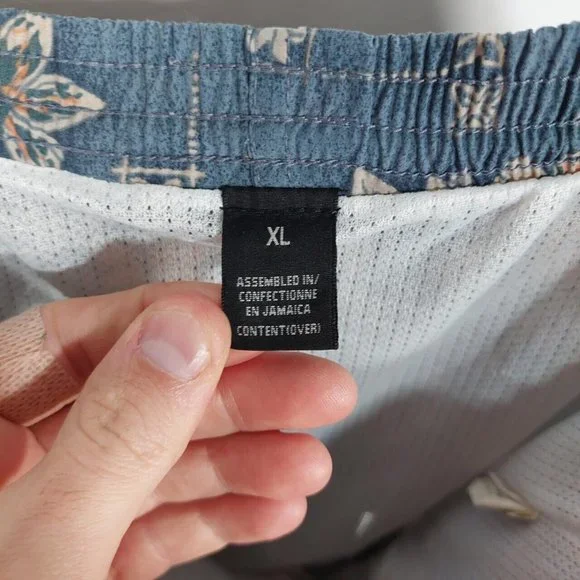 XL
ASSEMBLED IN/
CONFECTIONNE
EN JAMAICA
CONTENT(OVER)